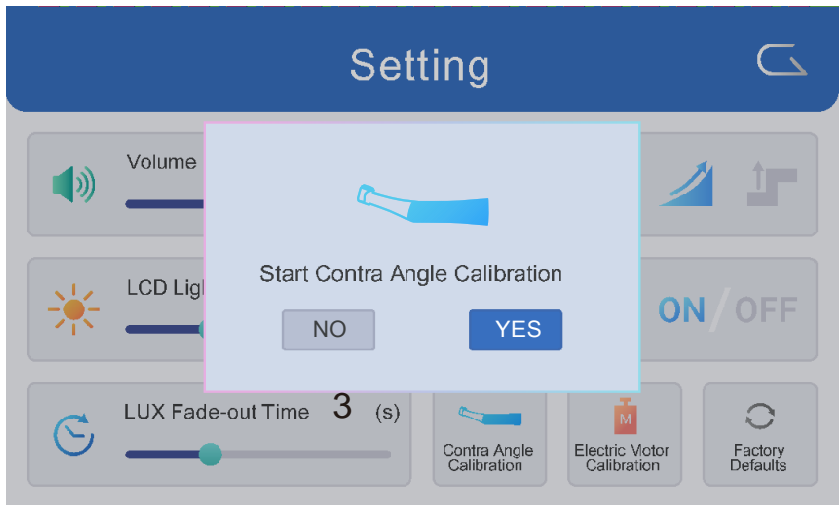 Setting
Volume
Start Contra Angle Calibration
NO
YES
LCD
ON/OFF
LUX Fade-out Time 3 (s)
Contra Angle
Calibration
M
Electric Motor
Calibration
Factory
Defaults